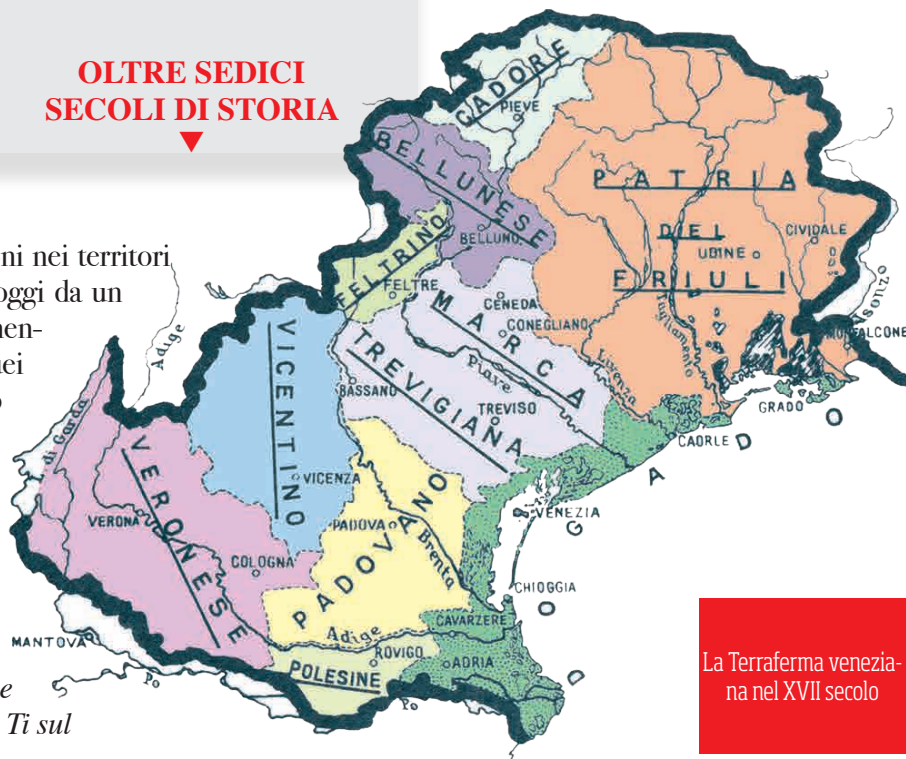 OLTRE SEDICI
SECOLI DI STORIA
ni nei territori
oggi da un
men-
uei
o
e
Ti sul
CADORE
PIEVE
BELLUNESE
BELLUNO
PATRIA
DEL
FRIULI
UDINE
CIVIDALE
Isonzo
MONFALCONE
FELTRINO
FELTRE
CENEDA
CONEGLIANO
MARCA
TREVIGIANA
Piave
Livenza
Tagliamento
BASSANO
TREVISO
GRADO
CAORLE
Adige
L. di Garda
VICENTINO
VICENZA
VERONESE
VERONA
COLOGNA
PADOVANO
PADOVA
Brenta
VENEZIA
DOGADO
CHIOGGIA
CAVARZERE
MANTOVA
Adige
ROVIGO
ADRIA
POLESINE
Po
Po
La Terraferma venezia-
na nel XVII secolo